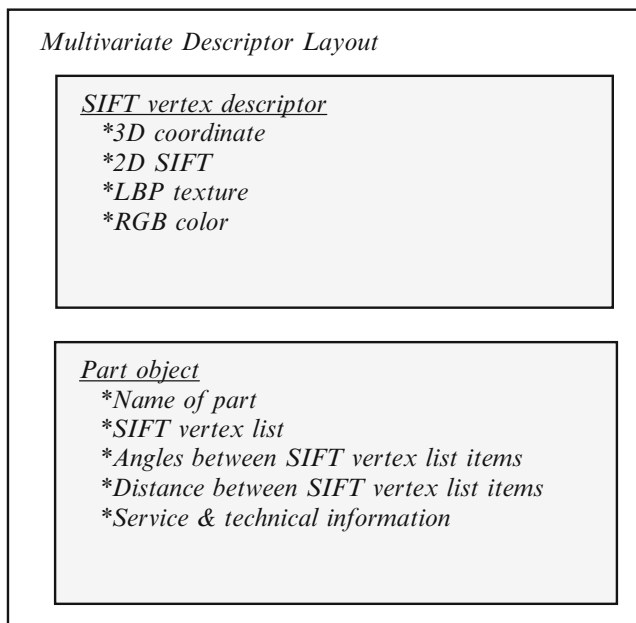 Multivariate Descriptor Layout
SIFT vertex descriptor
*3D coordinate
*2D SIFT
*LBP texture
*RGB color
Part object
*Name of part
*SIFT vertex list
*Angles between SIFT vertex list items
*Distance between SIFT vertex list items
*Service & technical information